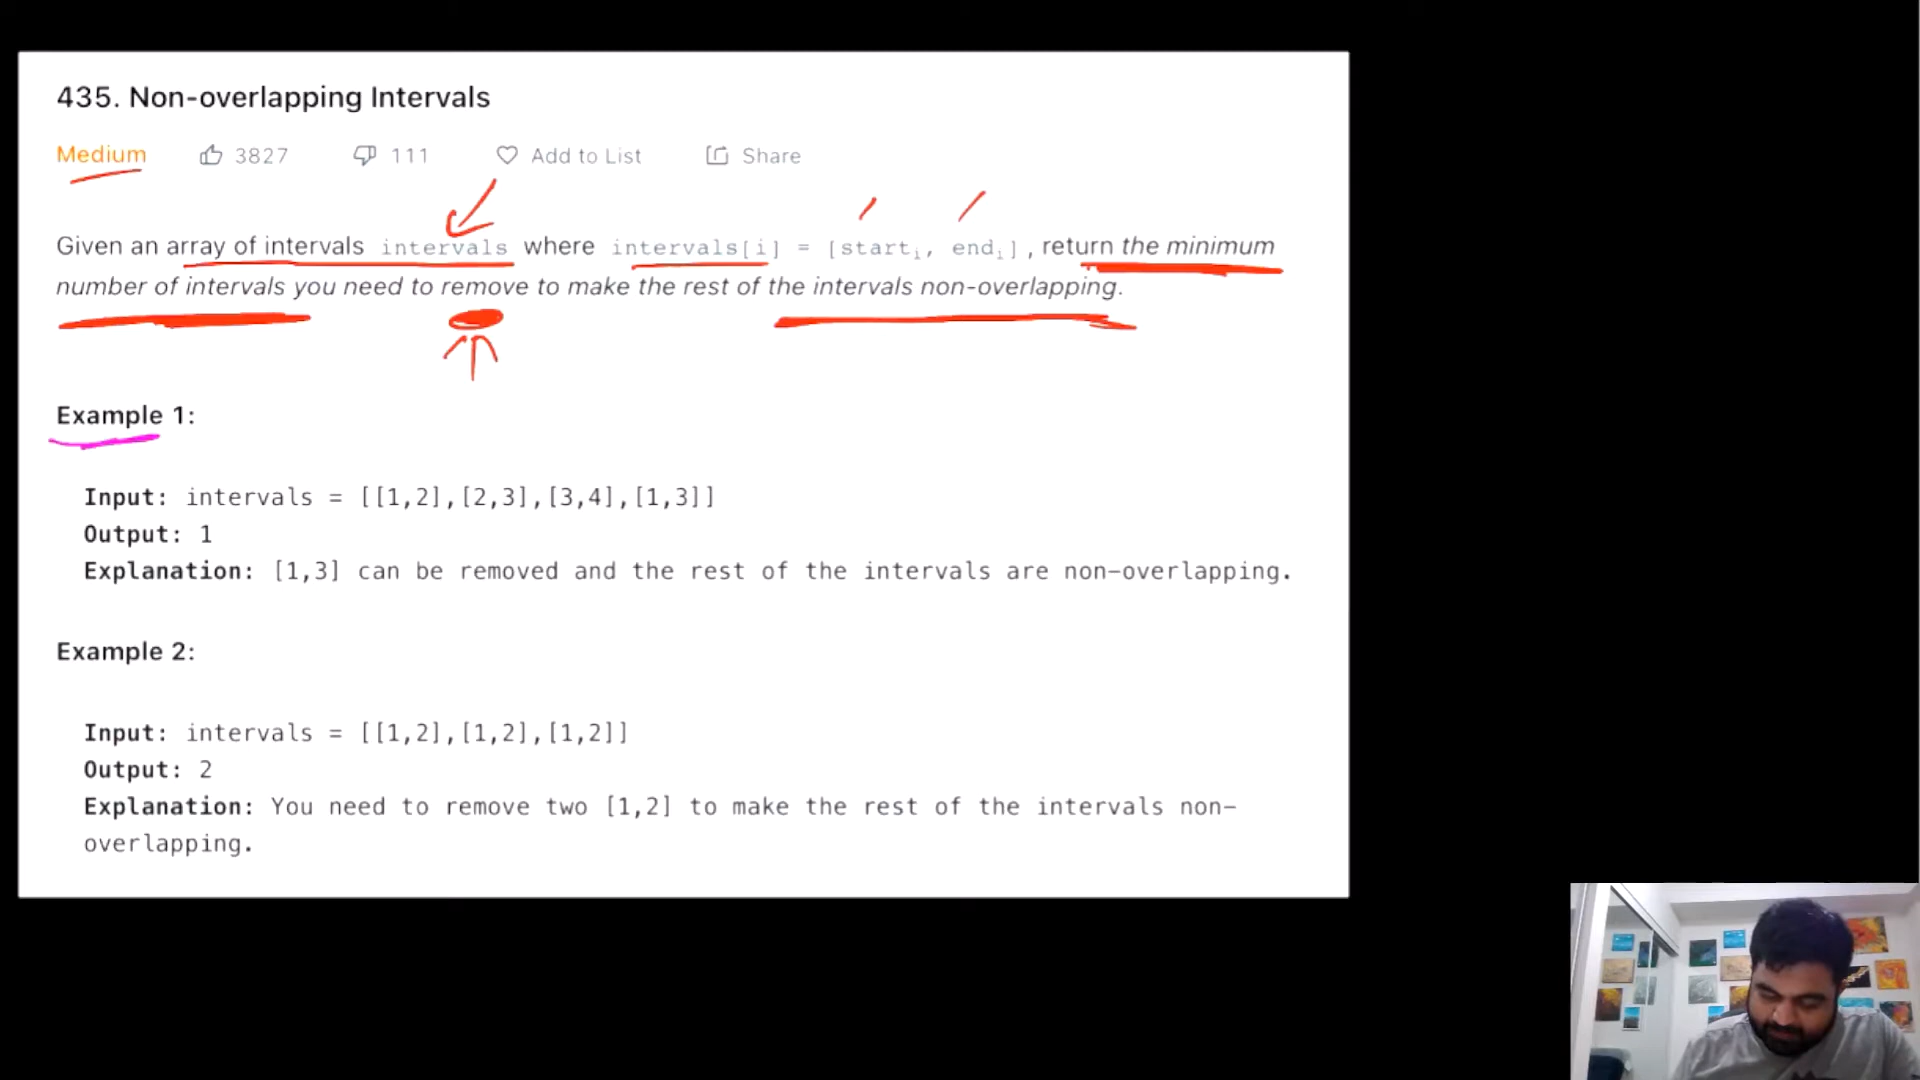 435. Non-overlapping Intervals
Medium 3827 111 Add to List Share
Given an array of intervals intervals where intervals[i] = [startᵢ, endᵢ], return the minimum
number of intervals you need to remove to make the rest of the intervals non-overlapping.
Example 1:
Input: intervals = [[1,2],[2,3],[3,4],[1,3]]
Output: 1
Explanation: [1,3] can be removed and the rest of the intervals are non-overlapping.
Example 2:
Input: intervals = [[1,2],[1,2],[1,2]]
Output: 2
Explanation: You need to remove two [1,2] to make the rest of the intervals non-
overlapping.